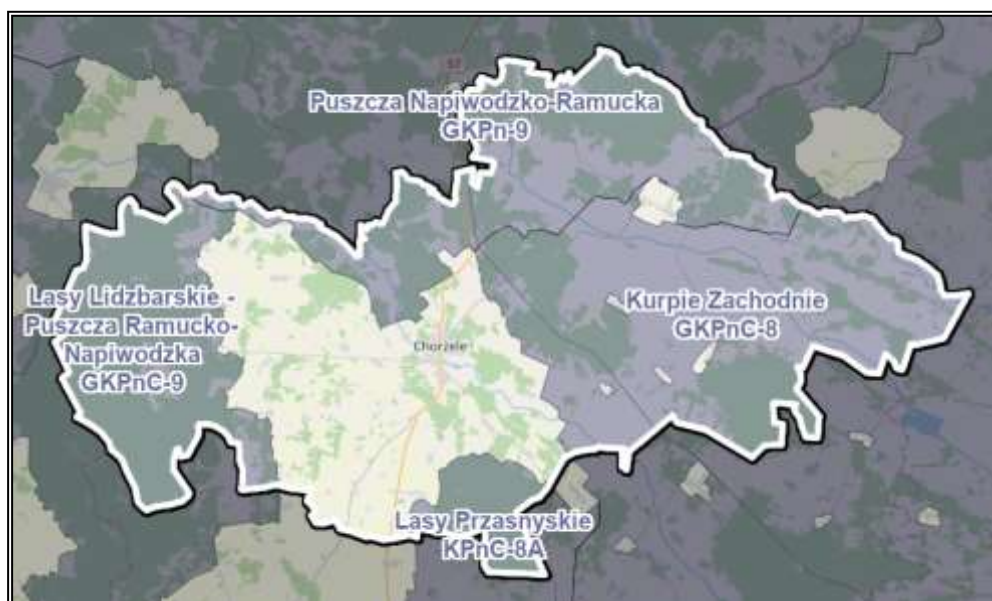 57
Puszcza Napiwodzko-Ramucka
GKPn-9
Lasy Lidzbarskie -
Puszcza Ramucko-
Napiwodzka
GKPnC-9
Kurpie Zachodnie
GKPnC-8
Chorzele
Lasy Przasnyskie
KPnC-8A